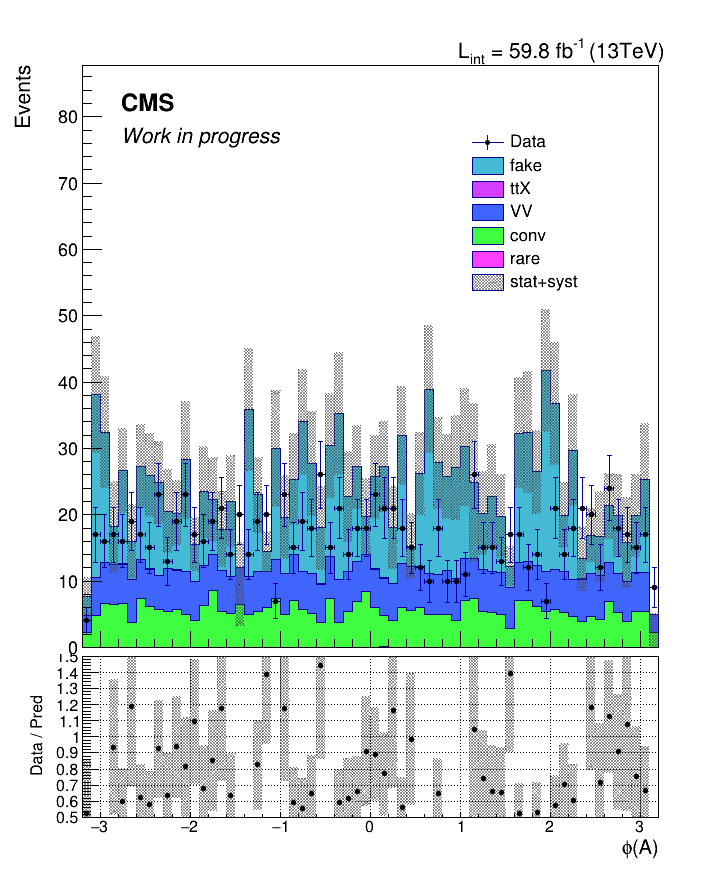 L_int = 59.8 fb^-1 (13TeV)
Events
CMS
Work in progress
Data
fake
ttX
VV
conv
rare
stat+syst
80
70
60
50
40
30
20
10
0
Data / Pred
1.5
1.4
1.3
1.2
1.1
1
0.9
0.8
0.7
0.6
0.5
−3 −2 −1 0 1 2 3
ϕ(A)